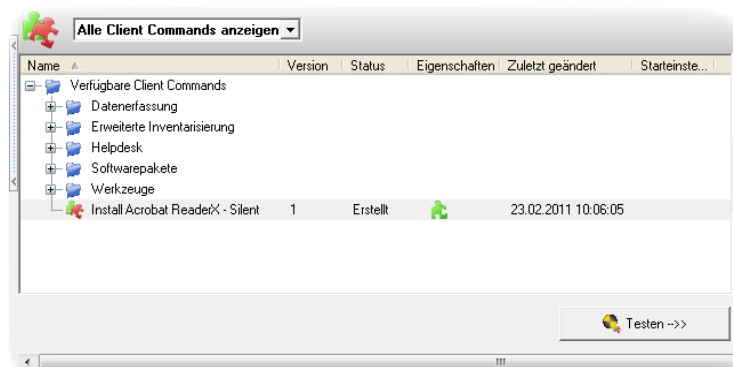 Alle Client Commands anzeigen
Name Version Status Eigenschaften Zuletzt geändert Starteinste...
Verfügbare Client Commands
Datenerfassung
Erweiterte Inventarisierung
Helpdesk
Softwarepakete
Werkzeuge
Install Acrobat ReaderX - Silent 1 Erstellt 23.02.2011 10:06:05
Testen -->>